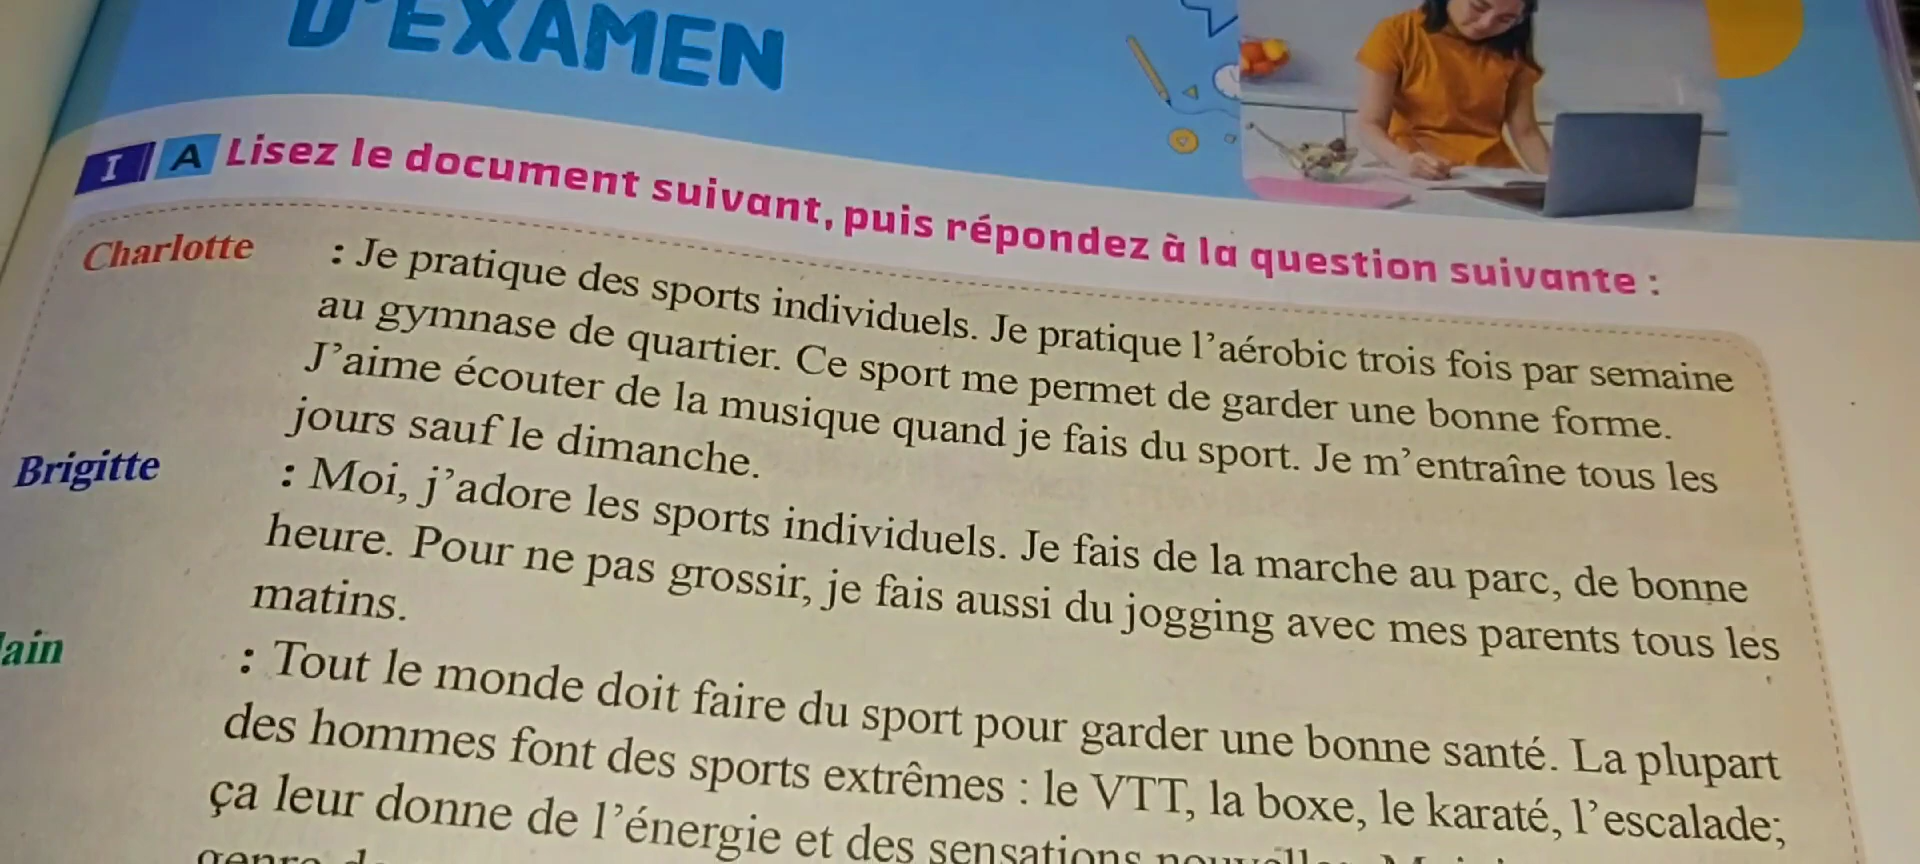 D'EXAMEN
I A Lisez le document suivant, puis répondez à la question suivante :
Charlotte : Je pratique des sports individuels. Je pratique l'aérobic trois fois par semaine
au gymnase de quartier. Ce sport me permet de garder une bonne forme.
J'aime écouter de la musique quand je fais du sport. Je m'entraîne tous les
jours sauf le dimanche.
Brigitte : Moi, j'adore les sports individuels. Je fais de la marche au parc, de bonne
heure. Pour ne pas grossir, je fais aussi du jogging avec mes parents tous les
matins.
: Tout le monde doit faire du sport pour garder une bonne santé. La plupart
des hommes font des sports extrêmes : le VTT, la boxe, le karaté, l'escalade;
ça leur donne de l'énergie et des sensations